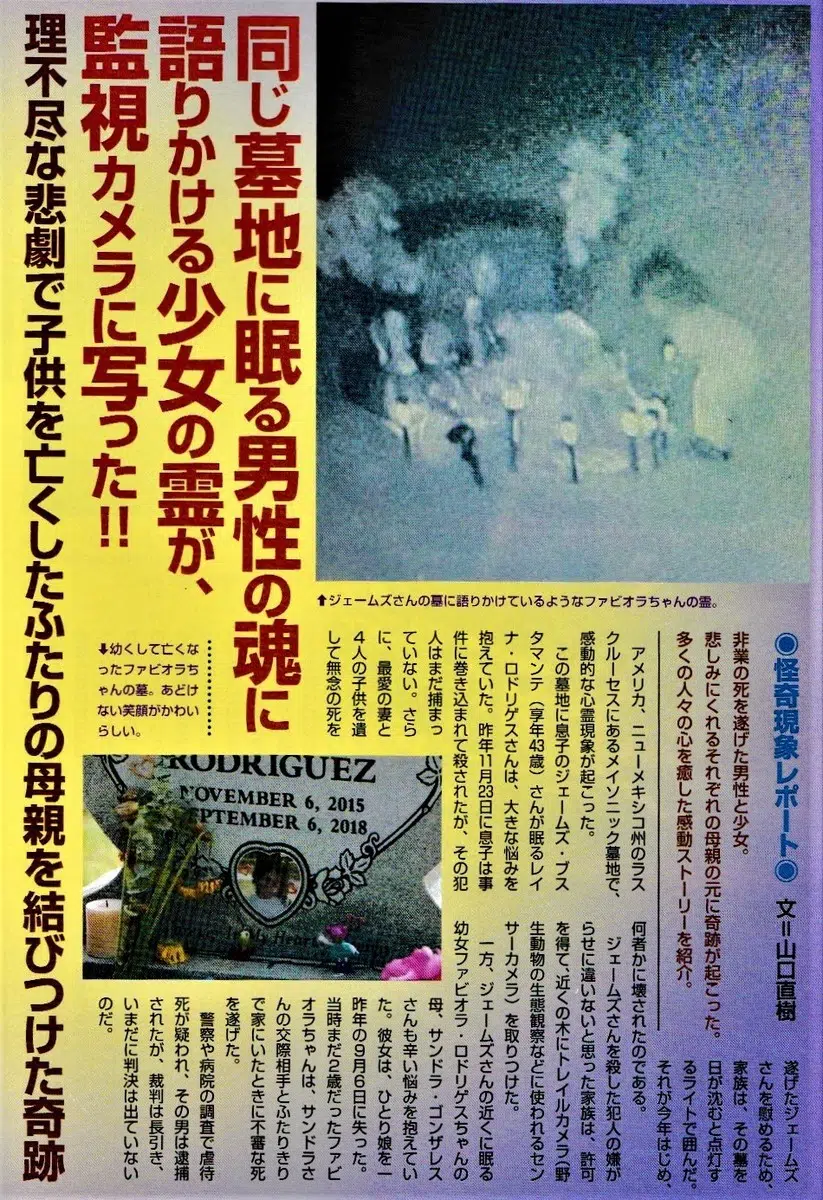 同じ墓地に眠る男性の魂に
語りかける少女の霊が、
監視カメラに写った!!
理不尽な悲劇で子供を亡くしたふたりの母親を結びつけた奇跡
⬆ジェームズさんの墓に語りかけているようなファビオラちゃんの霊。
◉怪奇現象レポート◉ 文=山口直樹
非業の死を遂げた男性と少女。
悲しみにくれるそれぞれの母親の元に奇跡が起こった。
多くの人々の心を癒した感動ストーリーを紹介。
アメリカ、ニューメキシコ州のラス
クルーセスにあるメイソニック墓地で、
感動的な心霊現象が起こった。
この墓地に息子のジェームズ・ブス
タマンテ(享年43歳)さんが眠るレイ
ナ・ロドリゲスさんは、大きな悩みを
抱えていた。昨年11月23日に息子は事
件に巻き込まれて殺されたが、その犯
人はまだ捕まっ
ていない。さら
に、最愛の妻と
4人の子供を遺
して無念の死を
遂げたジェームズ
さんを慰めるため、
家族は、その墓を
日が沈むと点灯す
るライトで囲んだ。
それが今年はじめ、
何者かに壊されたのである。
ジェームズさんを殺した犯人の嫌が
らせに違いないと思った家族は、許可
を得て、近くの木にトレイルカメラ(野
生動物の生態観察などに使われるセン
サーカメラ)を取りつけた。
一方、ジェームズさんの近くに眠る
幼女ファビオラ・ロドリゲスちゃんの
母、サンドラ・ゴンザレス
さんも辛い悩みを抱えてい
た。彼女は、ひとり娘を一
昨年の9月6日に失った。
当時まだ2歳だったファビ
オラちゃんは、サンドラさ
んの交際相手とふたりきり
で家にいたときに不審な死
を遂げた。
警察や病院の調査で虐待
死が疑われ、その男は逮捕
されたが、裁判は長引き、
いまだに判決は出ていない
のだ。
⬇幼くして亡くな
ったファビオラち
ゃんの墓。あどけ
ない笑顔がかわい
らしい。
RODRIGUEZ
NOVEMBER 6, 2015
SEPTEMBER 6, 2018